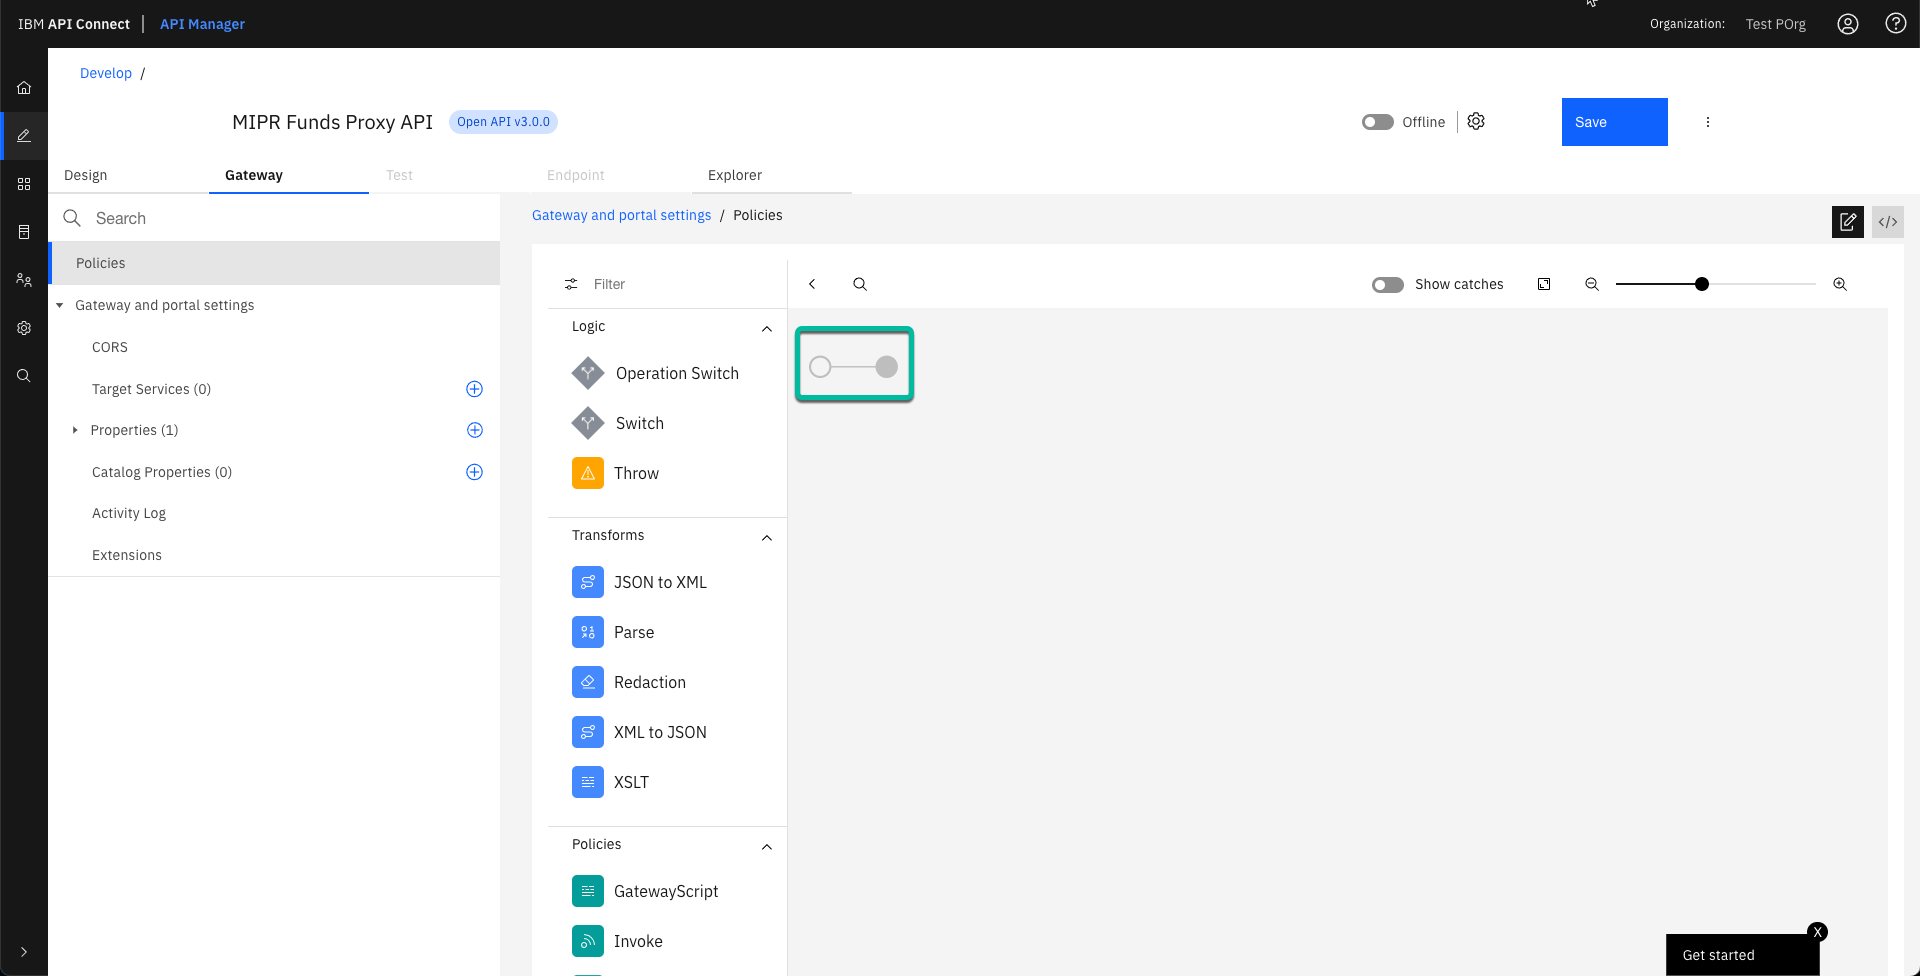 IBM API Connect | API Manager
Organization: Test POrg
Develop /
MIPR Funds Proxy API Open API v3.0.0
Offline
Save
Design Gateway Test Endpoint Explorer
Search
Gateway and portal settings / Policies
Policies
Gateway and portal settings
CORS
Target Services (0)
Properties (1)
Catalog Properties (0)
Activity Log
Extensions
Filter
Show catches
Logic
Operation Switch
Switch
Throw
Transforms
JSON to XML
Parse
Redaction
XML to JSON
XSLT
Policies
GatewayScript
Invoke
X
Get started